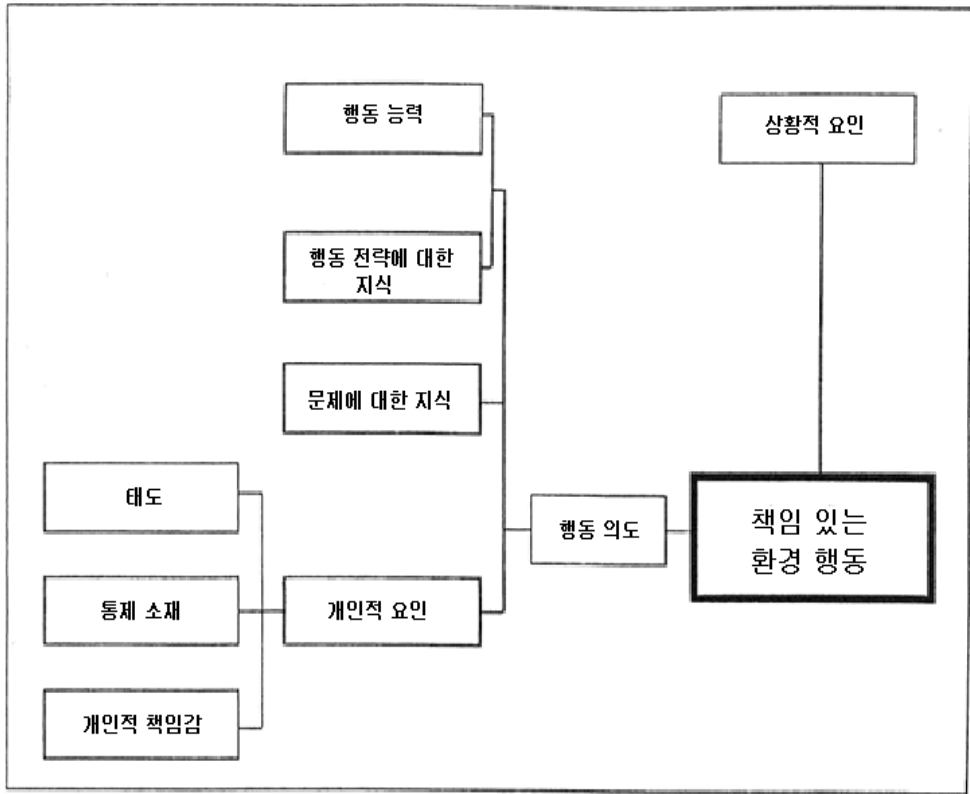 행동 능력
상황적 요인
행동 전략에 대한
지식
문제에 대한 지식
태도
행동 의도
책임 있는
환경 행동
통제 소재
개인적 요인
개인적 책임감